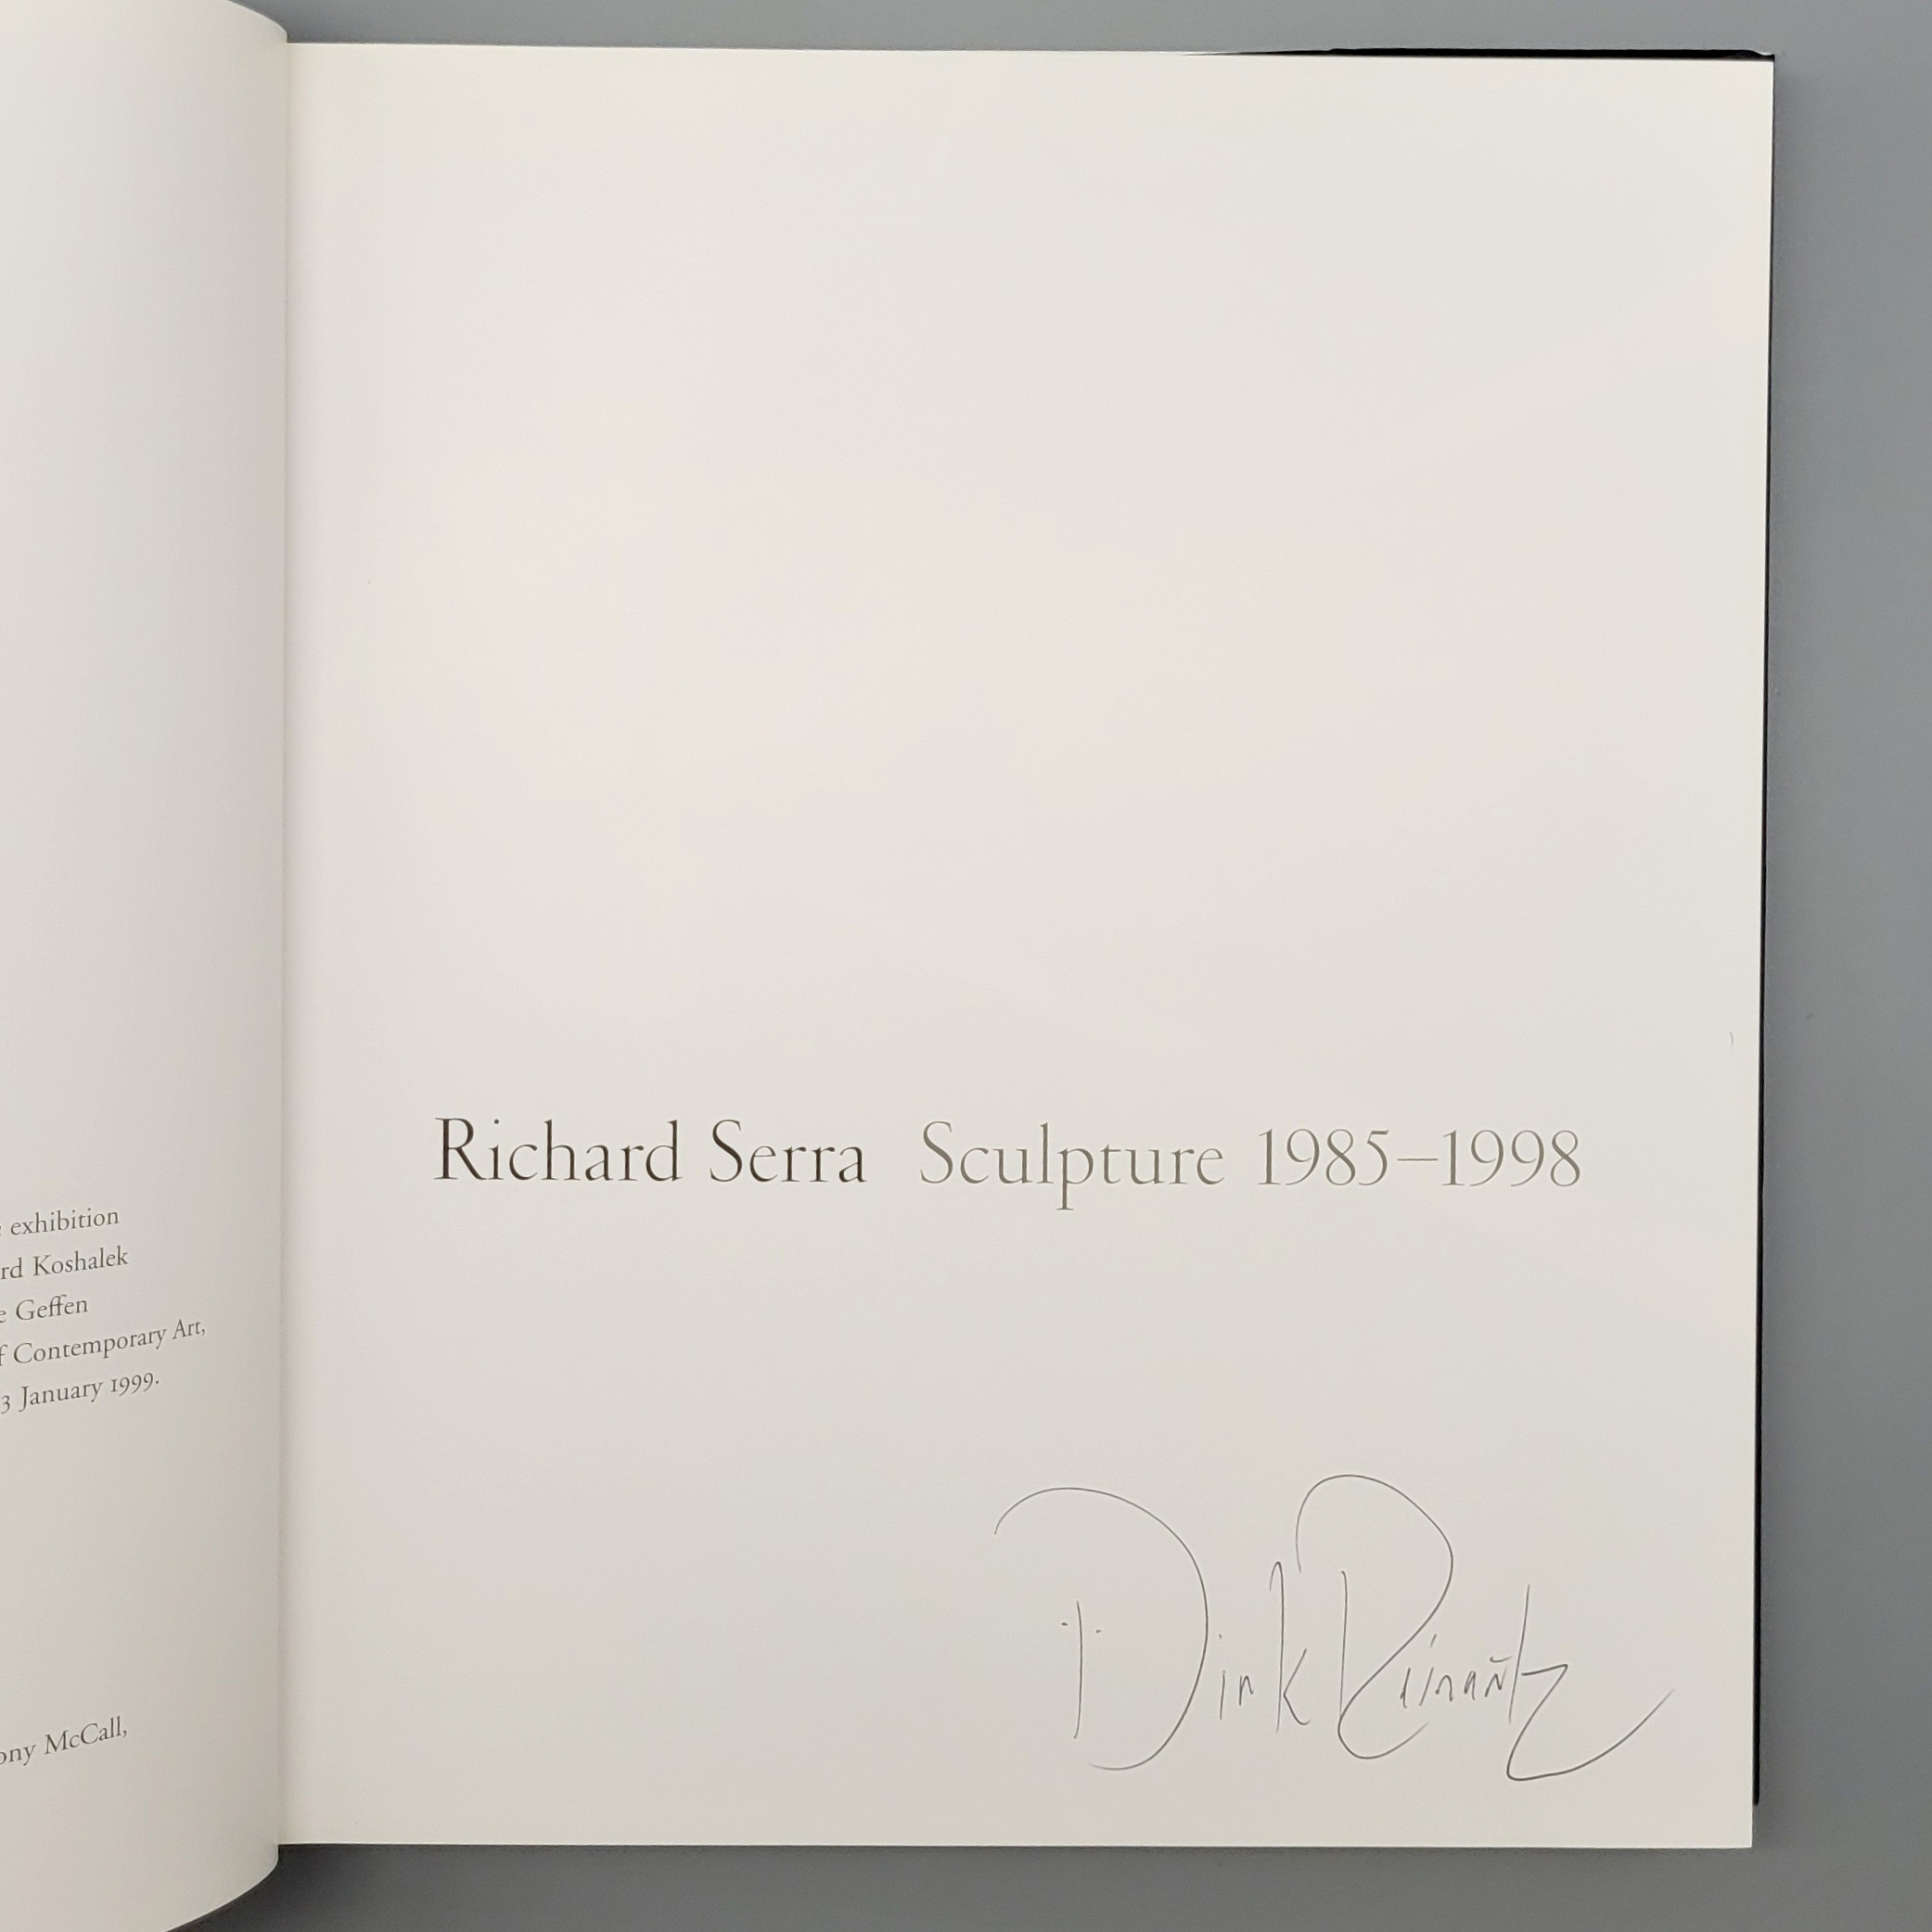 exhibition
rd Koshalek
e Geffen
f Contemporary Art,
3 January 1999.
ony McCall,
Richard Serra Sculpture 1985–1998
Dirk Reinartz